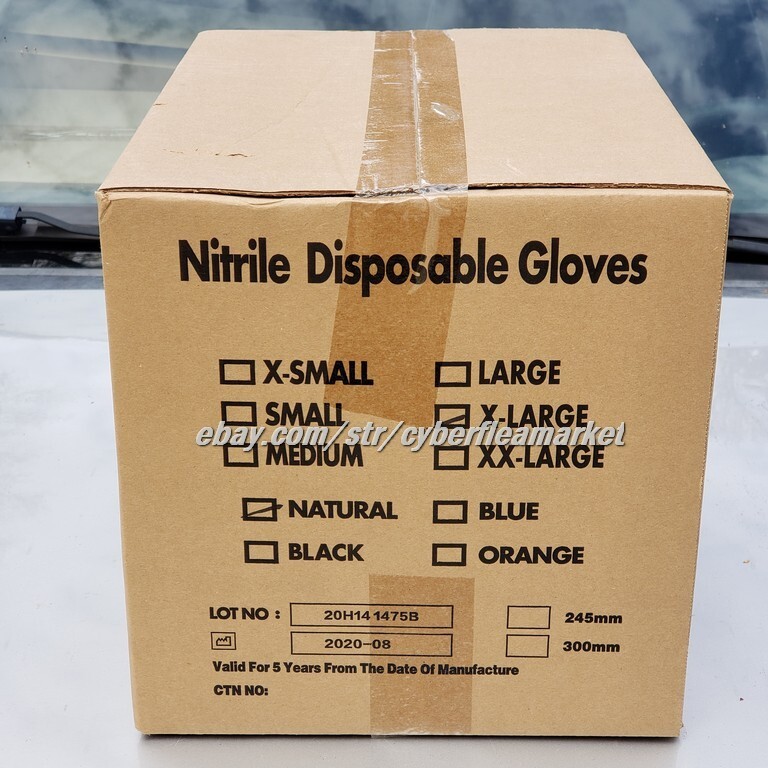 Nitrile Disposable Gloves
X-SMALL LARGE
SMALL X-LARGE
ebay.com/str/cyberfleamarket
MEDIUM XX-LARGE
NATURAL BLUE
BLACK ORANGE
LOT NO : 20H141475B 245mm
2020-08 300mm
Valid For 5 Years From The Date Of Manufacture
CTN NO: